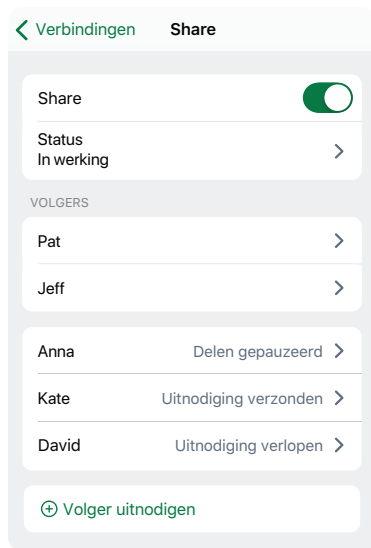 Verbindingen Share
Share
Status
In werking
VOLGERS
Pat
Jeff
Anna Delen gepauzeerd
Kate Uitnodiging verzonden
David Uitnodiging verlopen
Volger uitnodigen